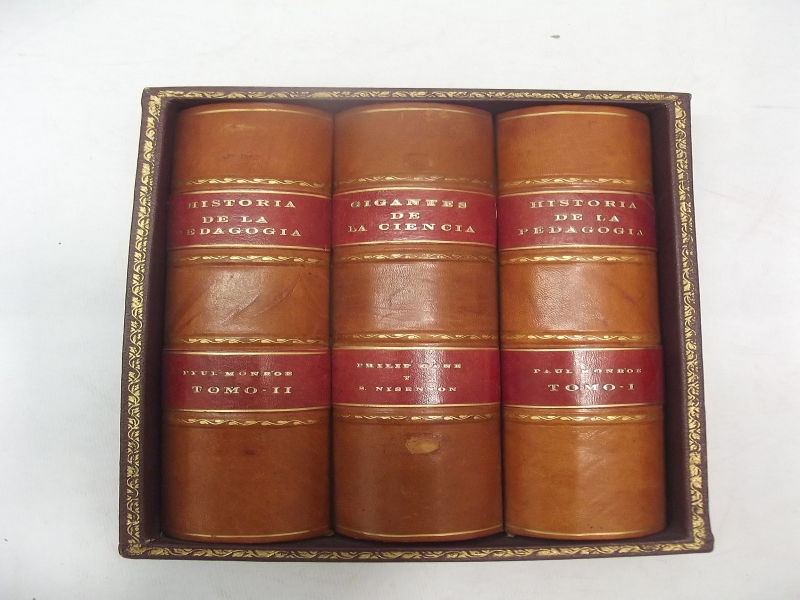 HISTORIA
DE LA
PEDAGOGIA
PAUL MONROE
TOMO-II
GIGANTES
DE
LA CIENCIA
PHILIP CANE
Y
S. NISENSON
HISTORIA
DE LA
PEDAGOGIA
PAUL MONROE
TOMO-I